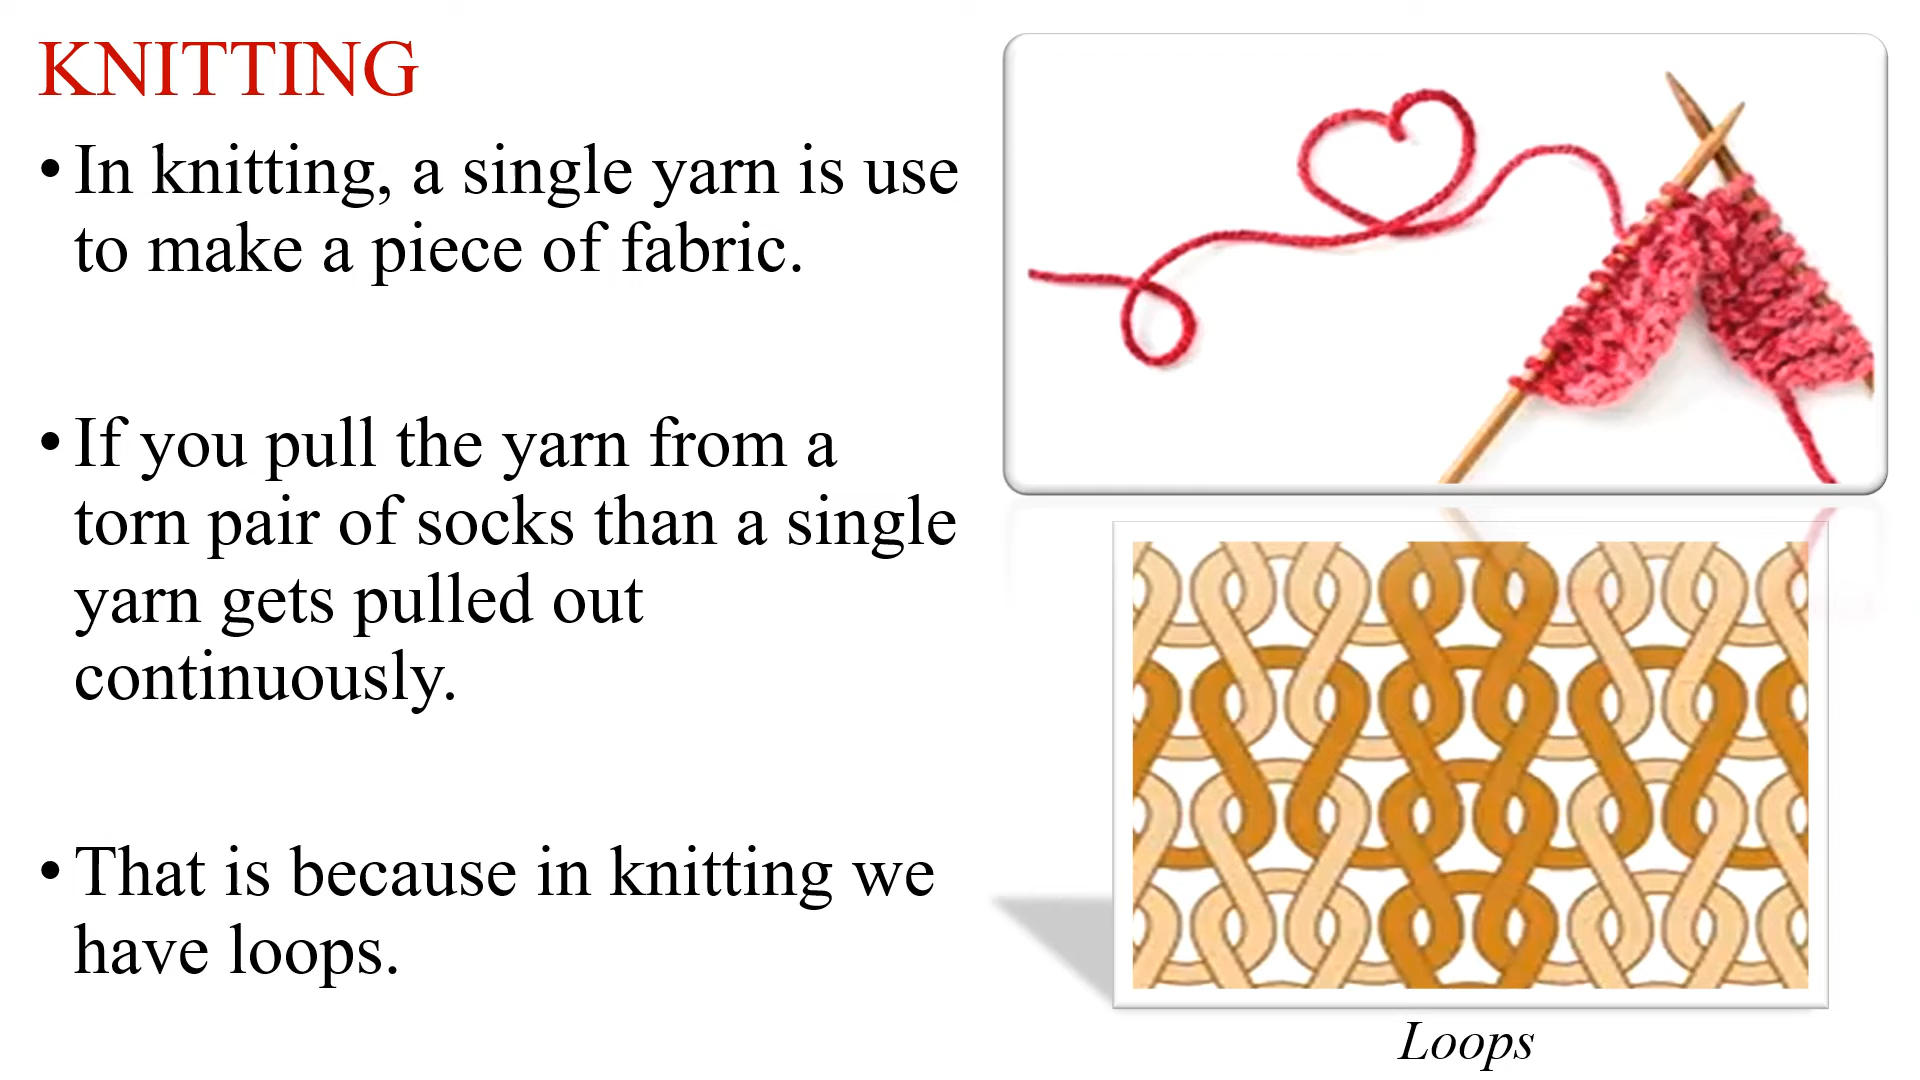 KNITTING
• In knitting, a single yarn is use
to make a piece of fabric.
• If you pull the yarn from a
torn pair of socks than a single
yarn gets pulled out
continuously.
• That is because in knitting we
have loops.
Loops